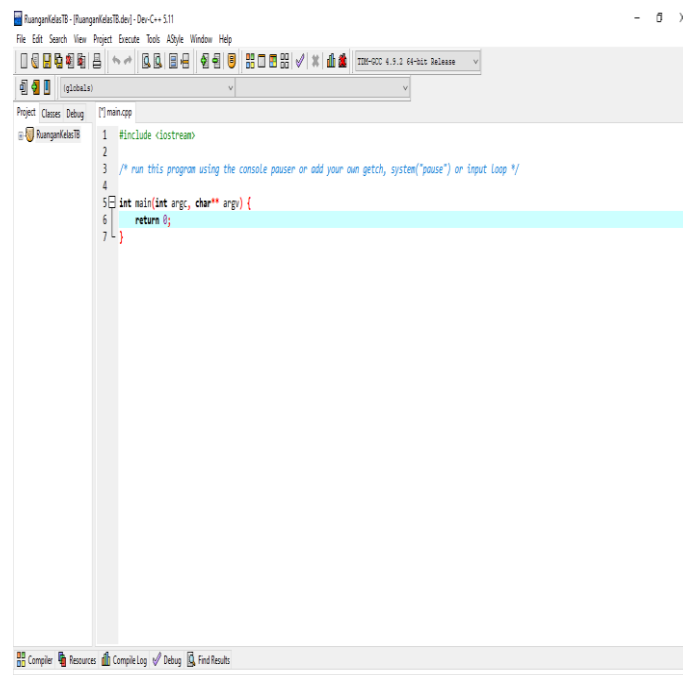 RuanganKelasTB - [RuanganKelasTB.dev] - Dev-C++ 5.11
File Edit Search View Project Execute Tools AStyle Window Help
TDM-GCC 4.9.2 64-bit Release
(globals)
Project Classes Debug [*] main.cpp
RuanganKelasTB
1 #include <iostream>
2
3 /* run this program using the console pauser or add your own getch, system("pause") or input loop */
4
5 int main(int argc, char** argv) {
6 return 0;
7 }
Compiler Resources Compile Log Debug Find Results